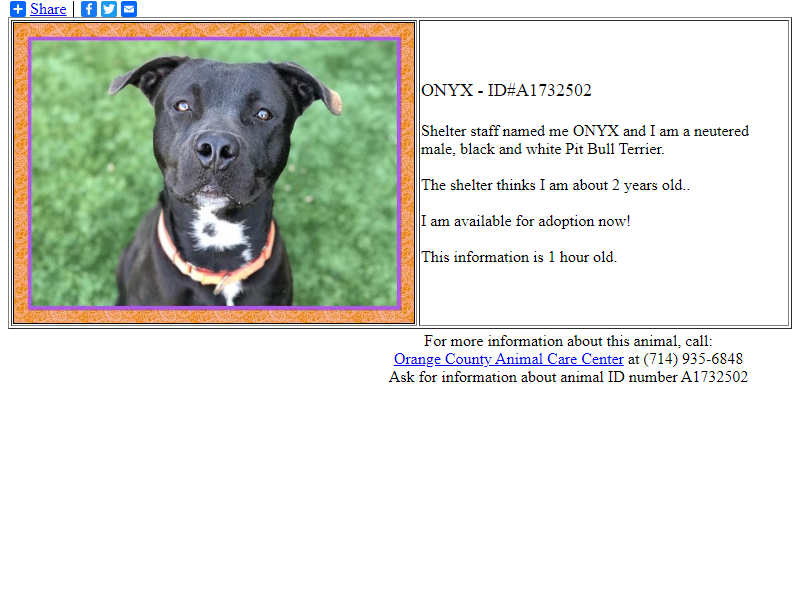 Share |
ONYX - ID#A1732502
Shelter staff named me ONYX and I am a neutered
male, black and white Pit Bull Terrier.
The shelter thinks I am about 2 years old..
I am available for adoption now!
This information is 1 hour old.
For more information about this animal, call:
Orange County Animal Care Center at (714) 935-6848
Ask for information about animal ID number A1732502